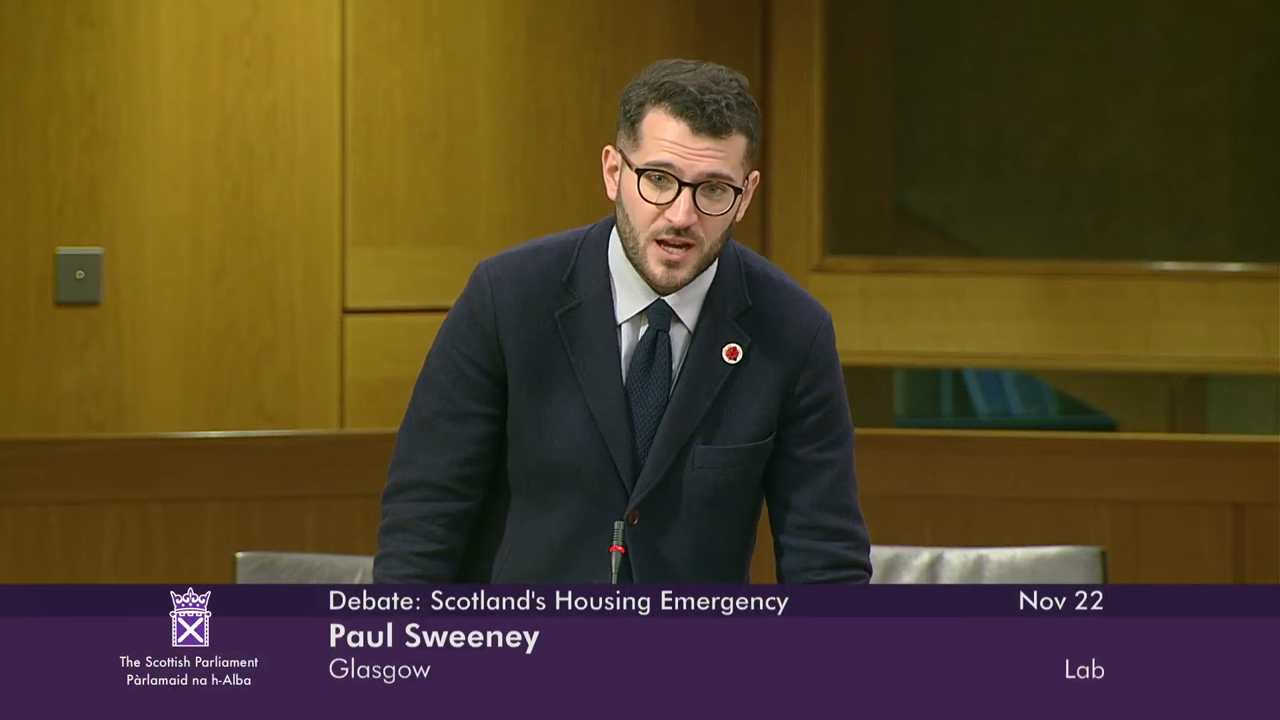 Debate: Scotland's Housing Emergency
Nov 22
Paul Sweeney
Glasgow
Lab
The Scottish Parliament
Pàrlamaid na h-Alba